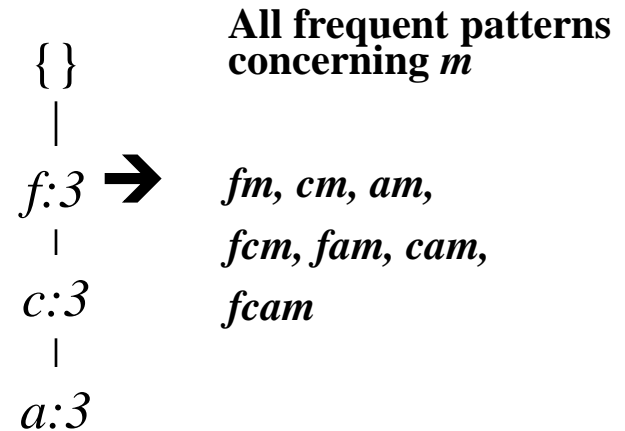 All frequent patterns
concerning m
{}
|
f:3 ➔ fm, cm, am,
| fcm, fam, cam,
c:3 fcam
|
a:3